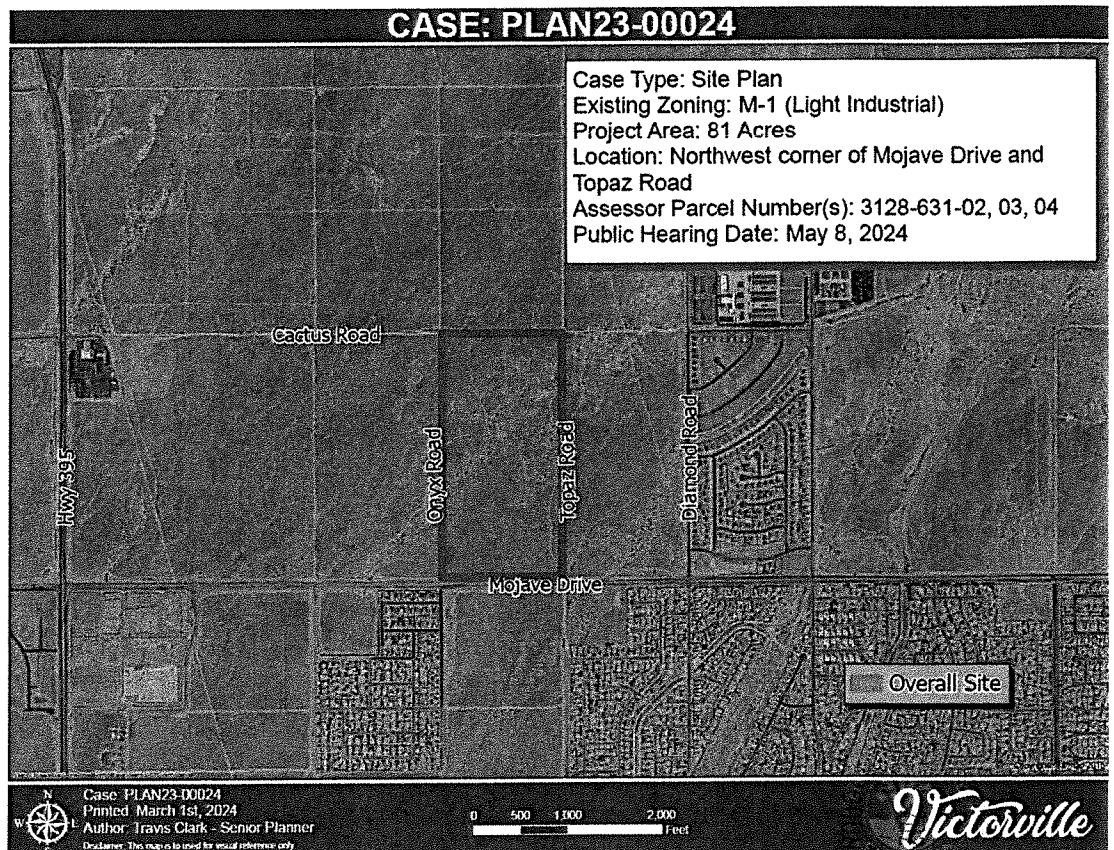 CASE: PLAN23-00024
Case Type: Site Plan
Existing Zoning: M-1 (Light Industrial)
Project Area: 81 Acres
Location: Northwest corner of Mojave Drive and
Topaz Road
Assessor Parcel Number(s): 3128-631-02, 03, 04
Public Hearing Date: May 8, 2024
Cactus Road
Hwy 395
Onyx Road
Topaz Road
Diamond Road
Mojave Drive
Overall Site
N
W
E
S
Case: PLAN23-00024
Printed: March 1st, 2024
Author: Travis Clark - Senior Planner
Disclaimer: This map is to be used for visual reference only
0 500 1,000 2,000
Feet
Victorville